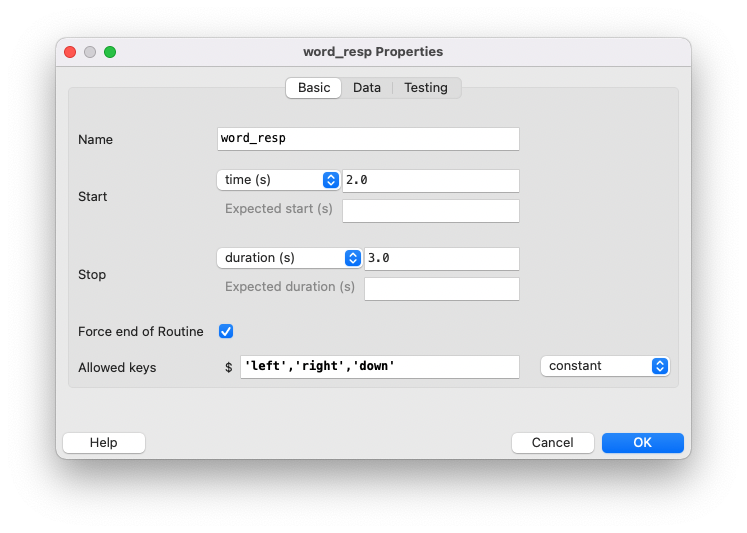 word_resp Properties
Basic Data Testing
Name word_resp
Start time (s) 2.0
Expected start (s)
Stop duration (s) 3.0
Expected duration (s)
Force end of Routine
Allowed keys $ 'left','right','down' constant
Help Cancel OK